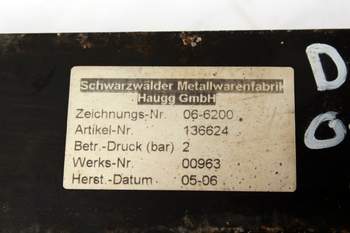 Schwarzwälder Metallwarenfabrik
Haugg GmbH
Zeichnungs-Nr. 06-6200
Artikel-Nr. 136624
Betr.-Druck (bar) 2
Werks-Nr. 00963
Herst.-Datum 05-06
D